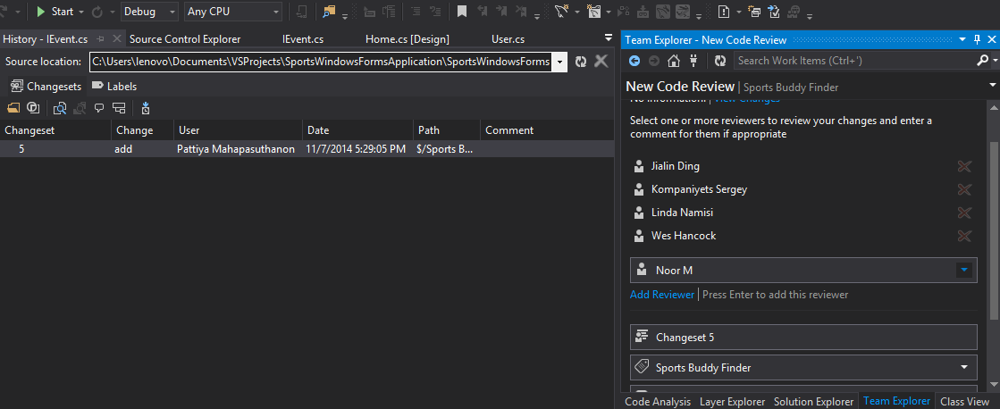 Start Debug Any CPU
History - IEvent.cs Source Control Explorer IEvent.cs Home.cs [Design] User.cs
Source location: C:\Users\lenovo\Documents\VSProjects\SportsWindowsFormsApplication\SportsWindowsForms
Changesets Labels
Changeset Change User Date Path Comment
5 add Pattiya Mahapasuthanon 11/7/2014 5:29:05 PM $/Sports B...
Team Explorer - New Code Review
Search Work Items (Ctrl+')
New Code Review | Sports Buddy Finder
No information! | View Changes
Select one or more reviewers to review your changes and enter a
comment for them if appropriate
Jialin Ding
Kompaniyets Sergey
Linda Namisi
Wes Hancock
Noor M
Add Reviewer | Press Enter to add this reviewer
Changeset 5
Sports Buddy Finder
Code Analysis Layer Explorer Solution Explorer Team Explorer Class View